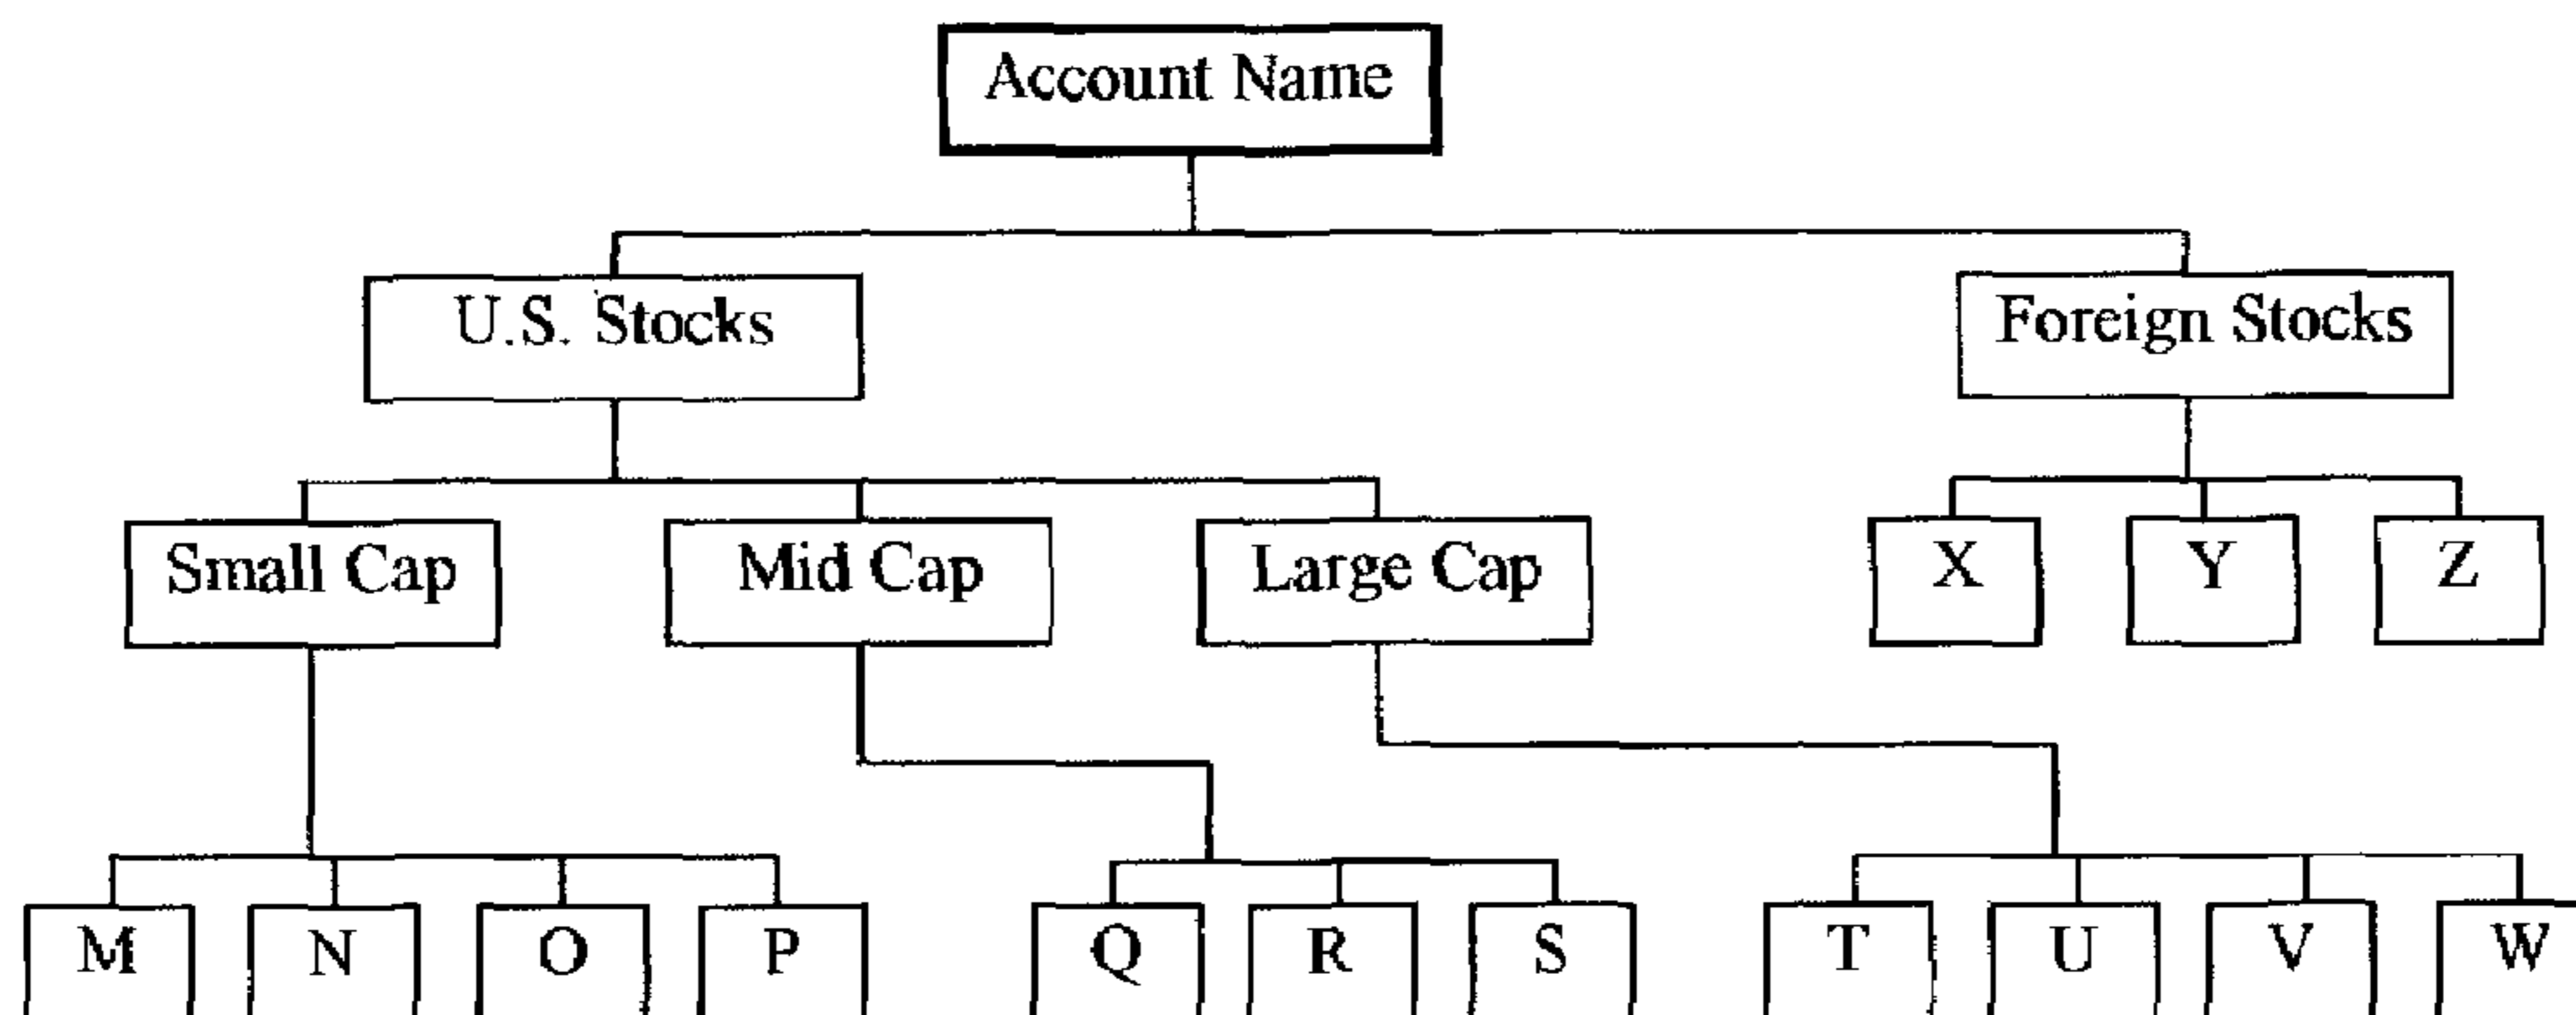 Account Name
U.S. Stocks
Foreign Stocks
Small Cap
Mid Cap
Large Cap
X
Y
Z
M
N
O
P
Q
R
S
T
U
V
W